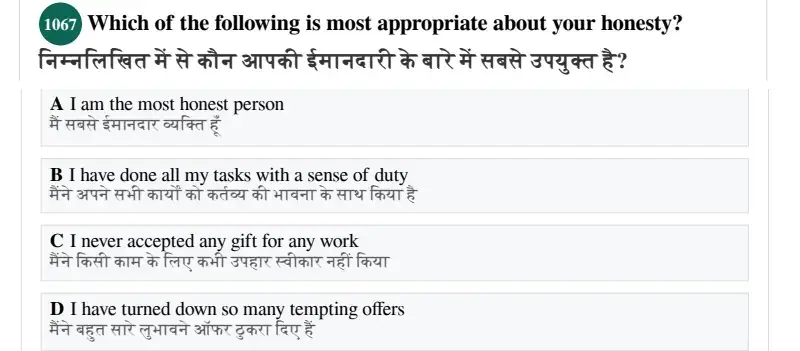 1067 Which of the following is most appropriate about your honesty?
निम्नलिखित में से कौन आपकी ईमानदारी के बारे में सबसे उपयुक्त है?
A I am the most honest person
मैं सबसे ईमानदार व्यक्ति हूँ
B I have done all my tasks with a sense of duty
मैंने अपने सभी कार्यों को कर्तव्य की भावना के साथ किया है
C I never accepted any gift for any work
मैंने किसी काम के लिए कभी उपहार स्वीकार नहीं किया
D I have turned down so many tempting offers
मैंने बहुत सारे लुभावने ऑफर ठुकरा दिए हैं